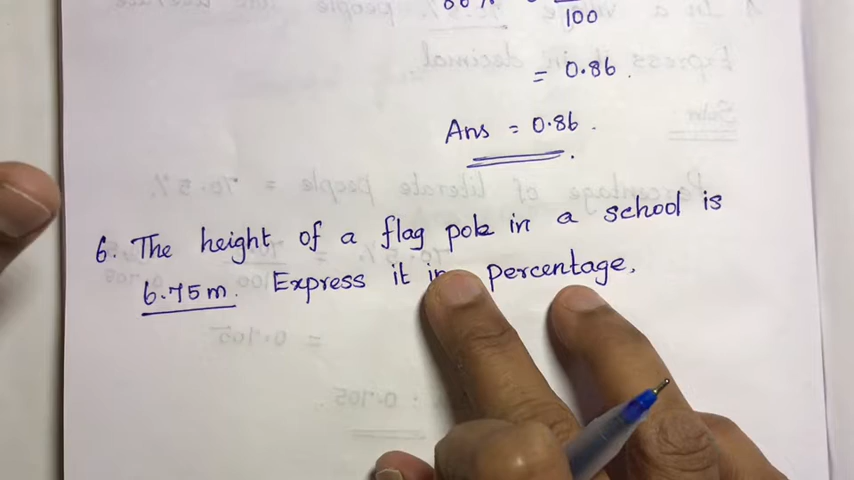 100
= 0.86.
Ans = 0.86.
6. The height of a flag pole in a school is
6.75m. Express it in percentage.